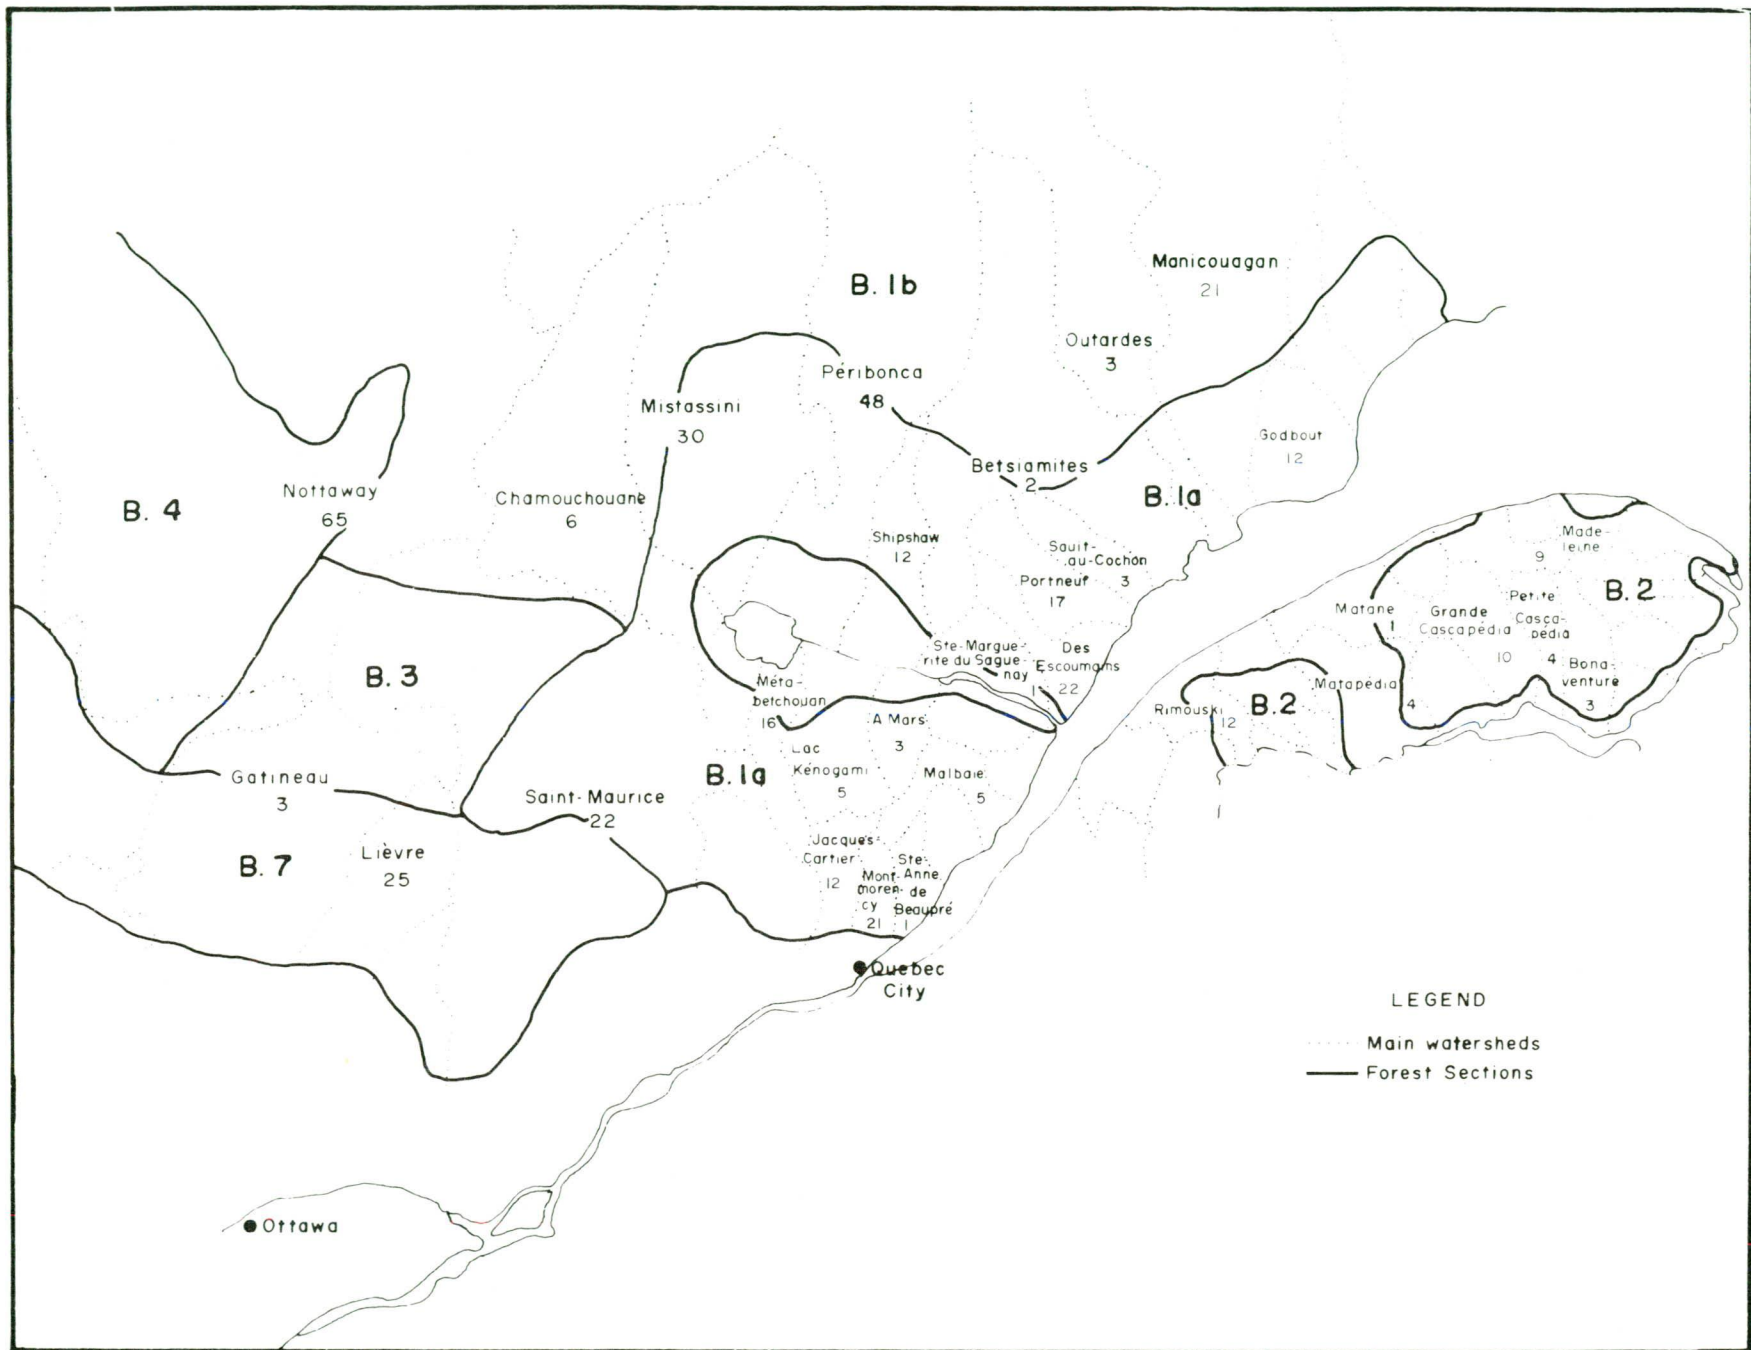 B. 1b
Manicouagan
21
Outardes
3
Péribonca
48
Mistassini
30
Godbout
12
Betsiamites
2
B. 1a
Nottaway
65
B. 4
Chamouchouane
6
Shipshaw
12
Sault-
au-Cochon
3
Portneuf
17
Made-
leine
9
B. 2
Petite
Casca-
pédia
4
Matane
1
Grande
Cascapédia
10
Ste-Margue-
rite du Sague-
nay
1
Des
Escoumains
22
B. 3
Méta-
betchouan
16
Bona-
venture
3
Matapédia
4
Rimouski
12
B. 2
A Mars
3
Lac
Kénogami
5
B. 1a
Malbaie
5
Gatineau
3
Saint-Maurice
22
1
B. 7
Lièvre
25
Jacques-
Cartier
12
Mont-
moren-
cy
21
Ste-
Anne
de
Beaupré
1
Quebec
City
LEGEND
Main watersheds
Forest Sections
Ottawa